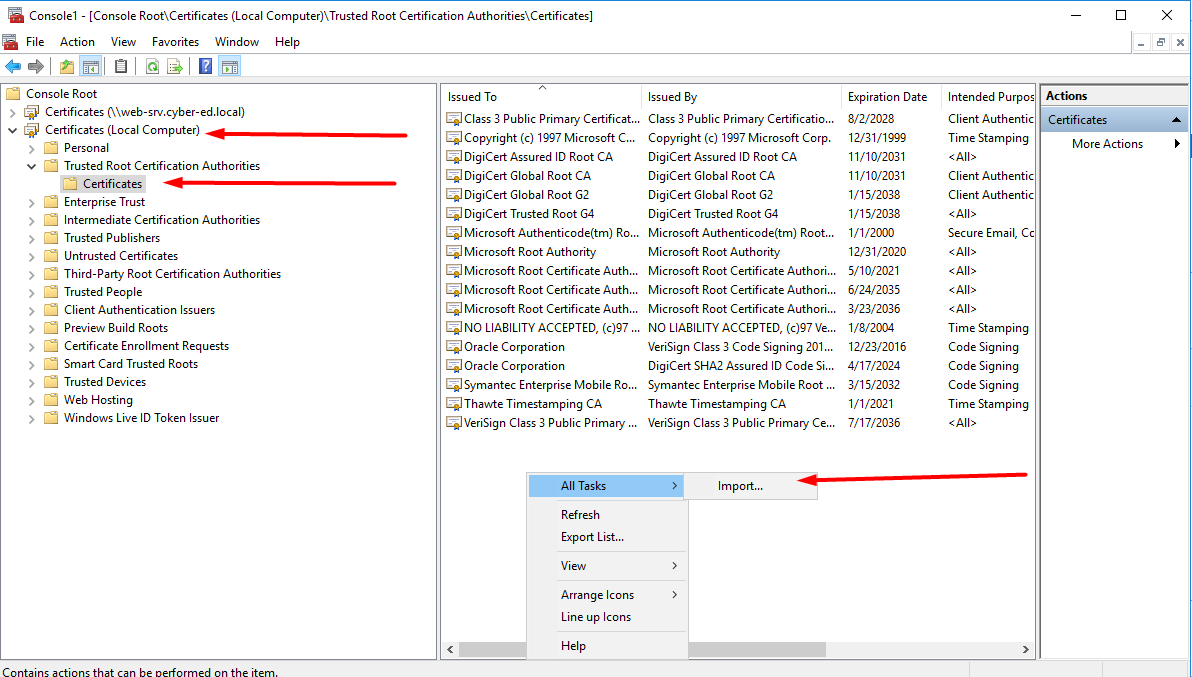 Console1 - [Console Root\Certificates (Local Computer)\Trusted Root Certification Authorities\Certificates]
File Action View Favorites Window Help
Console Root
Certificates (\\web-srv.cyber-ed.local)
Certificates (Local Computer)
Personal
Trusted Root Certification Authorities
Certificates
Enterprise Trust
Intermediate Certification Authorities
Trusted Publishers
Untrusted Certificates
Third-Party Root Certification Authorities
Trusted People
Client Authentication Issuers
Preview Build Roots
Certificate Enrollment Requests
Smart Card Trusted Roots
Trusted Devices
Web Hosting
Windows Live ID Token Issuer
Issued To Issued By Expiration Date Intended Purpos
Class 3 Public Primary Certificat... Class 3 Public Primary Certificatio... 8/2/2028 Client Authentic
Copyright (c) 1997 Microsoft C... Copyright (c) 1997 Microsoft Corp. 12/31/1999 Time Stamping
DigiCert Assured ID Root CA DigiCert Assured ID Root CA 11/10/2031 <All>
DigiCert Global Root CA DigiCert Global Root CA 11/10/2031 Client Authentic
DigiCert Global Root G2 DigiCert Global Root G2 1/15/2038 Client Authentic
DigiCert Trusted Root G4 DigiCert Trusted Root G4 1/15/2038 <All>
Microsoft Authenticode(tm) Ro... Microsoft Authenticode(tm) Root... 1/1/2000 Secure Email, Co
Microsoft Root Authority Microsoft Root Authority 12/31/2020 <All>
Microsoft Root Certificate Auth... Microsoft Root Certificate Authori... 5/10/2021 <All>
Microsoft Root Certificate Auth... Microsoft Root Certificate Authori... 6/24/2035 <All>
Microsoft Root Certificate Auth... Microsoft Root Certificate Authori... 3/23/2036 <All>
NO LIABILITY ACCEPTED, (c)97 ... NO LIABILITY ACCEPTED, (c)97 Ve... 1/8/2004 Time Stamping
Oracle Corporation VeriSign Class 3 Code Signing 201... 12/23/2016 Code Signing
Oracle Corporation DigiCert SHA2 Assured ID Code Si... 4/17/2024 Code Signing
Symantec Enterprise Mobile Ro... Symantec Enterprise Mobile Root ... 3/15/2032 Code Signing
Thawte Timestamping CA Thawte Timestamping CA 1/1/2021 Time Stamping
VeriSign Class 3 Public Primary ... VeriSign Class 3 Public Primary Ce... 7/17/2036 <All>
All Tasks
Import...
Refresh
Export List...
View
Arrange Icons
Line up Icons
Help
Actions
Certificates
More Actions
Contains actions that can be performed on the item.